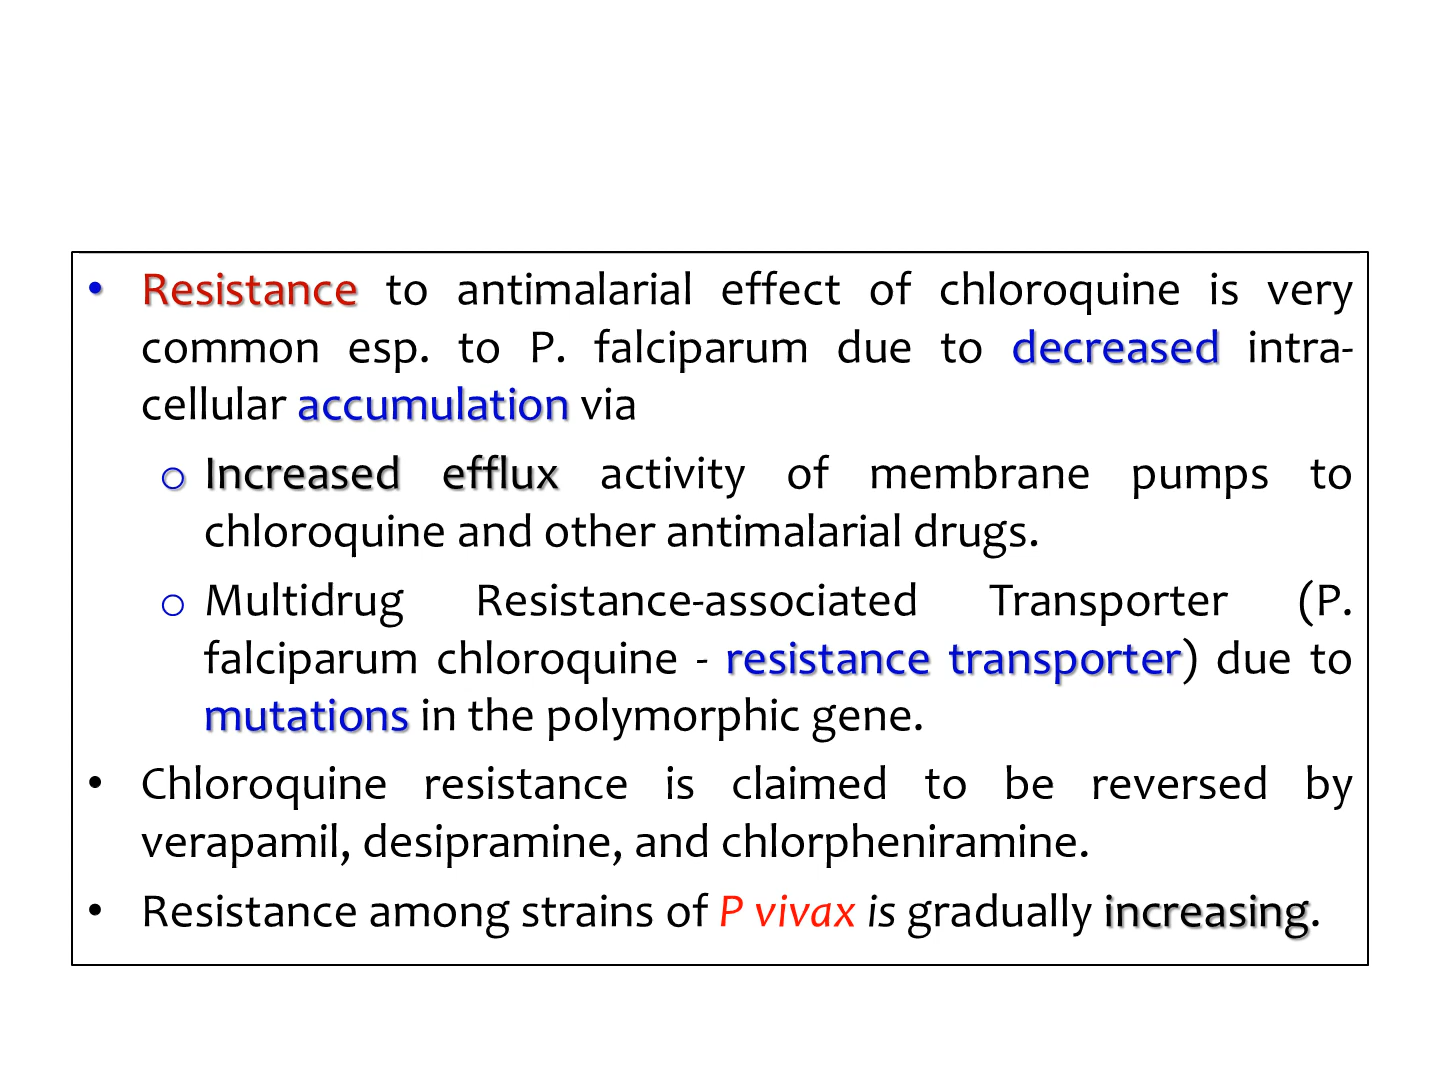 • Resistance to antimalarial effect of chloroquine is very
common esp. to P. falciparum due to decreased intra-
cellular accumulation via
o Increased efflux activity of membrane pumps to
chloroquine and other antimalarial drugs.
o Multidrug Resistance-associated Transporter (P.
falciparum chloroquine - resistance transporter) due to
mutations in the polymorphic gene.
• Chloroquine resistance is claimed to be reversed by
verapamil, desipramine, and chlorpheniramine.
• Resistance among strains of P vivax is gradually increasing.